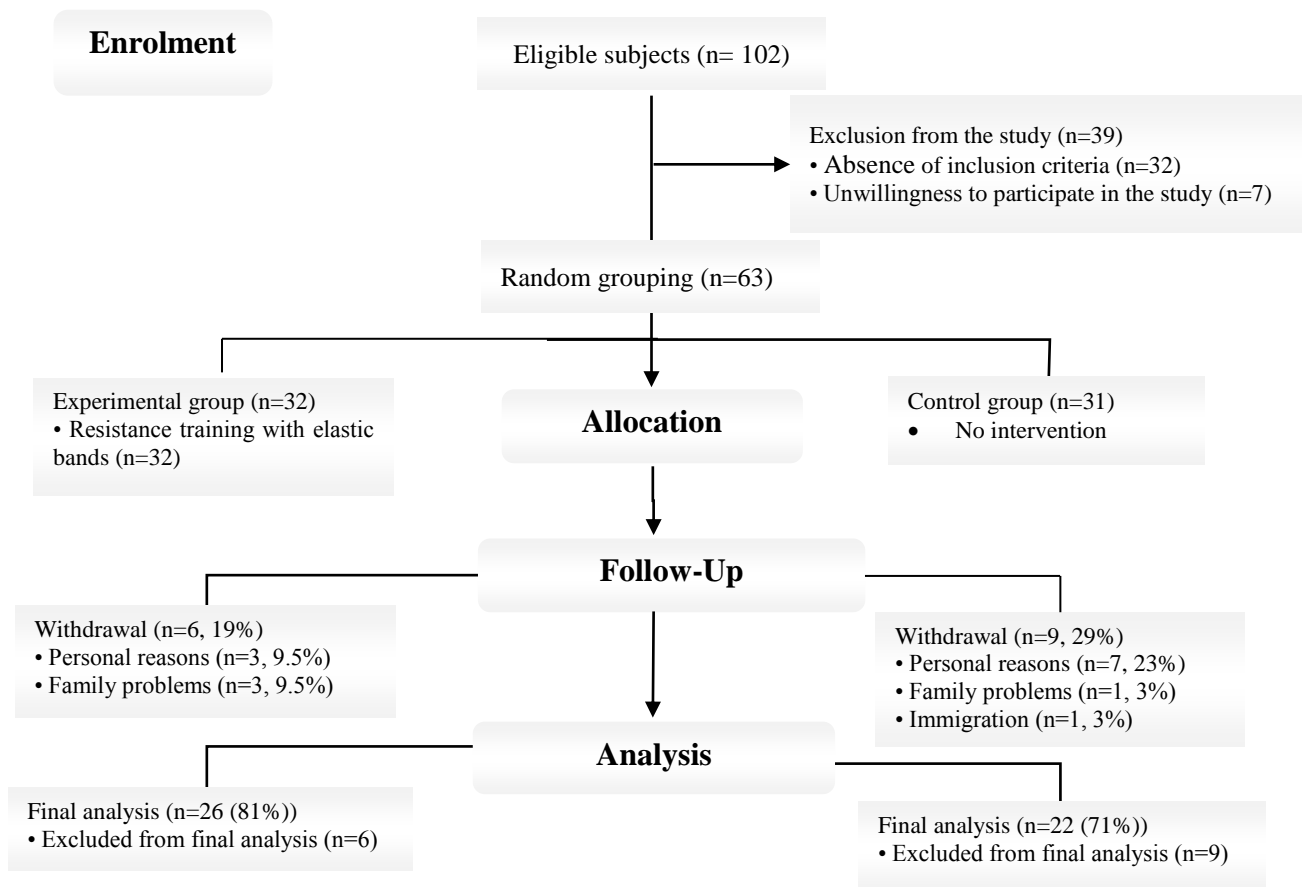 Enrolment
Eligible subjects (n= 102)
Exclusion from the study (n=39)
• Absence of inclusion criteria (n=32)
• Unwillingness to participate in the study (n=7)
Random grouping (n=63)
Experimental group (n=32)
• Resistance training with elastic
bands (n=32)
Allocation
Control group (n=31)
• No intervention
Follow-Up
Withdrawal (n=6, 19%)
• Personal reasons (n=3, 9.5%)
• Family problems (n=3, 9.5%)
Withdrawal (n=9, 29%)
• Personal reasons (n=7, 23%)
• Family problems (n=1, 3%)
• Immigration (n=1, 3%)
Analysis
Final analysis (n=26 (81%))
• Excluded from final analysis (n=6)
Final analysis (n=22 (71%))
• Excluded from final analysis (n=9)